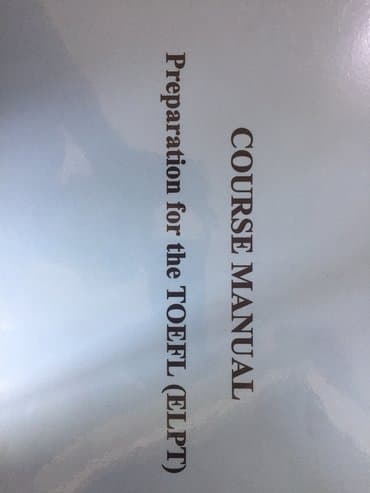 COURSE MANUAL
Preparation for the TOEFL (ELPT)